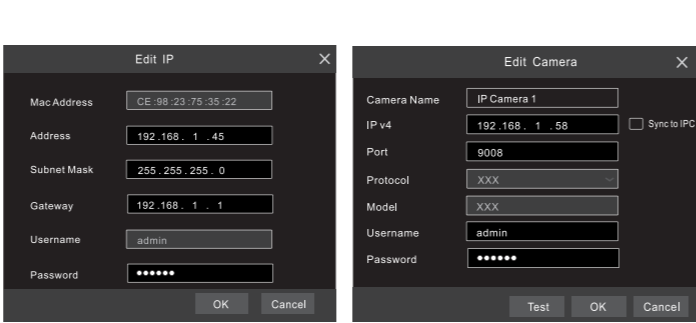 Edit IP
Mac Address CE:98:23:75:35:22
Address 192.168. 1 .45
Subnet Mask 255.255.255. 0
Gateway 192.168. 1 . 1
Username admin
Password ●●●●●●
OK Cancel
Edit Camera
Camera Name IP Camera 1
IP v4 192.168. 1 .58 Sync to IPC
Port 9008
Protocol XXX
Model XXX
Username admin
Password ●●●●●●
Test OK Cancel